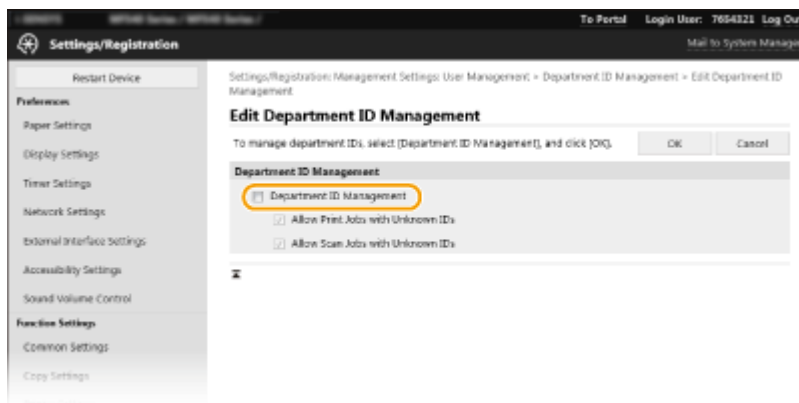 To Portal Login User: 7654321 Log Ou
Settings/Registration
Mail to System Manage
Restart Device
Preferences
Paper Settings
Display Settings
Timer Settings
Network Settings
External Interface Settings
Accessibility Settings
Sound Volume Control
Function Settings
Common Settings
Copy Settings
Settings/Registration: Management Settings: User Management > Department ID Management > Edit Department ID
Management
Edit Department ID Management
To manage department IDs, select [Department ID Management], and click [OK].
OK
Cancel
Department ID Management
Department ID Management
Allow Print Jobs with Unknown IDs
Allow Scan Jobs with Unknown IDs